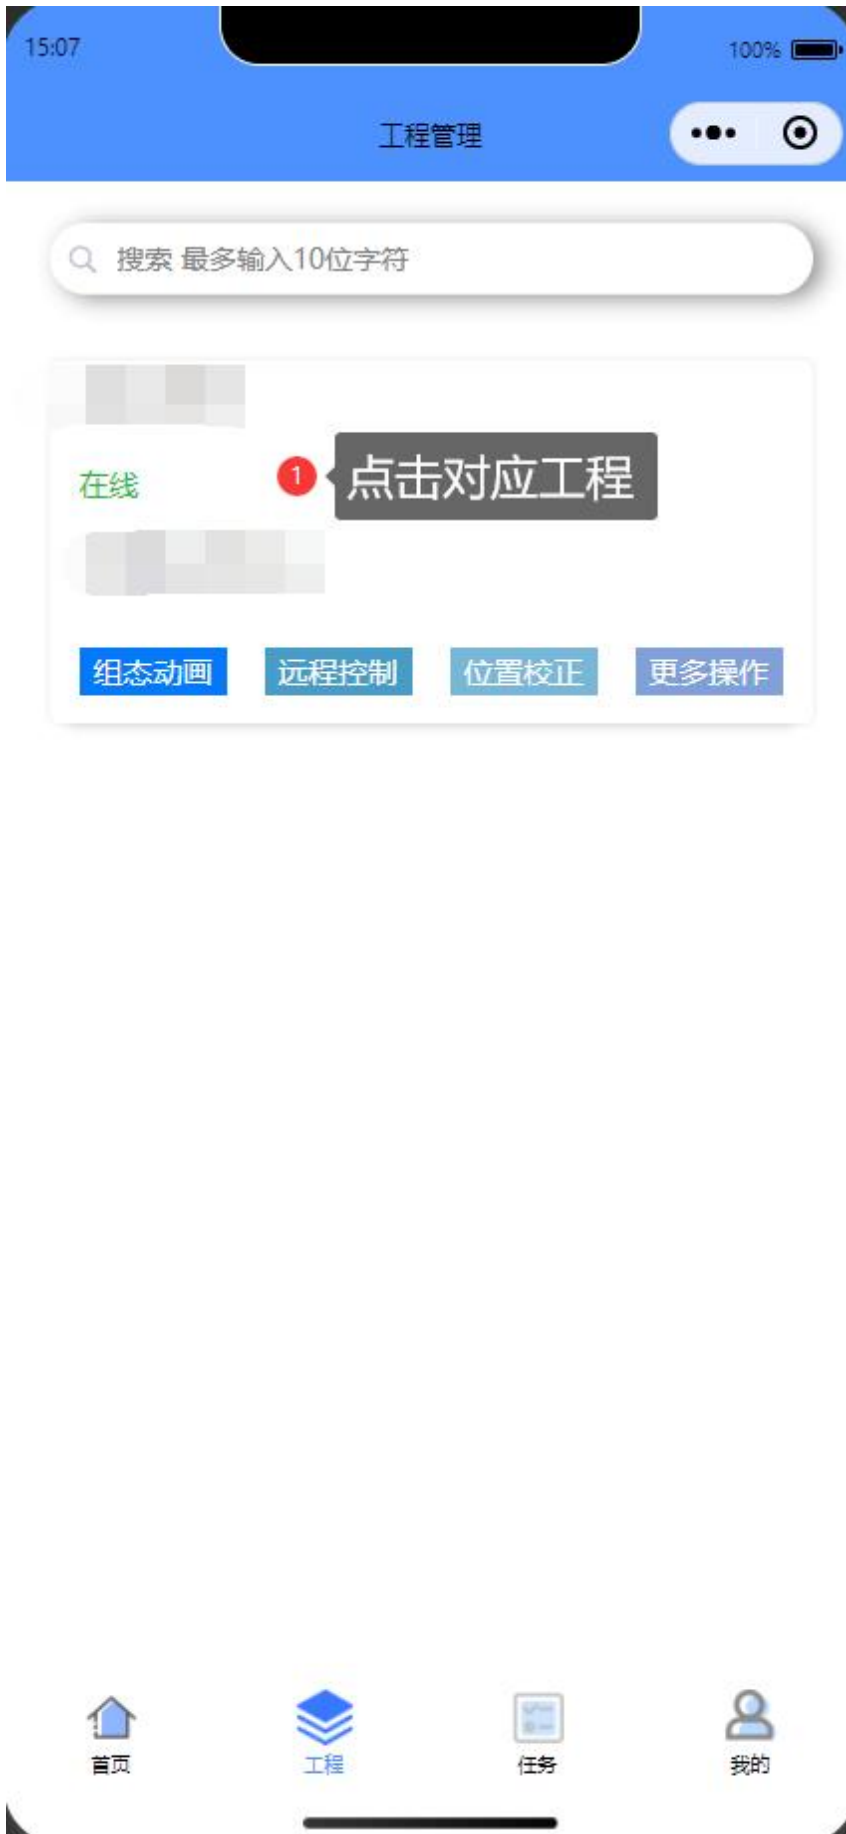 15:07
100%
工程管理
搜索 最多输入10位字符
在线
1
点击对应工程
组态动画 远程控制 位置校正 更多操作
首页 工程 任务 我的